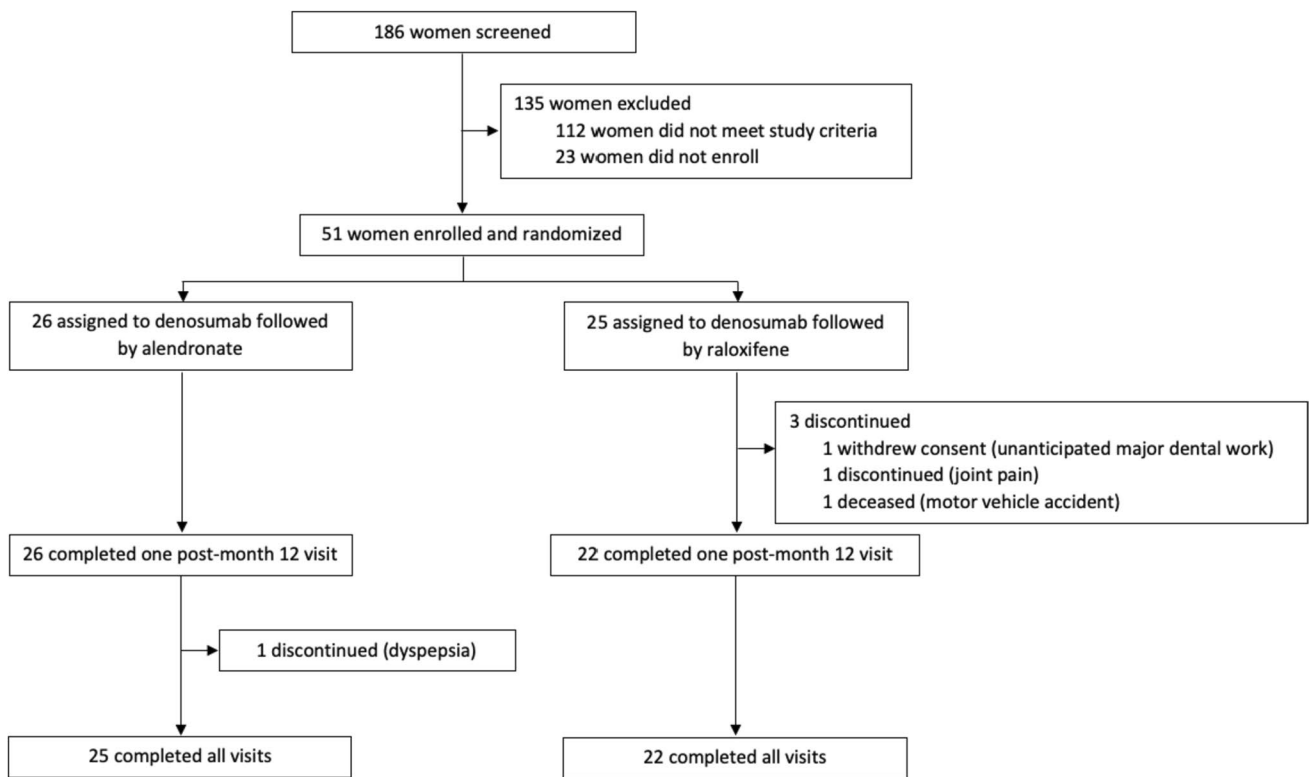 186 women screened
135 women excluded
112 women did not meet study criteria
23 women did not enroll
51 women enrolled and randomized
26 assigned to denosumab followed
by alendronate
25 assigned to denosumab followed
by raloxifene
3 discontinued
1 withdrew consent (unanticipated major dental work)
1 discontinued (joint pain)
1 deceased (motor vehicle accident)
26 completed one post-month 12 visit
22 completed one post-month 12 visit
1 discontinued (dyspepsia)
25 completed all visits
22 completed all visits